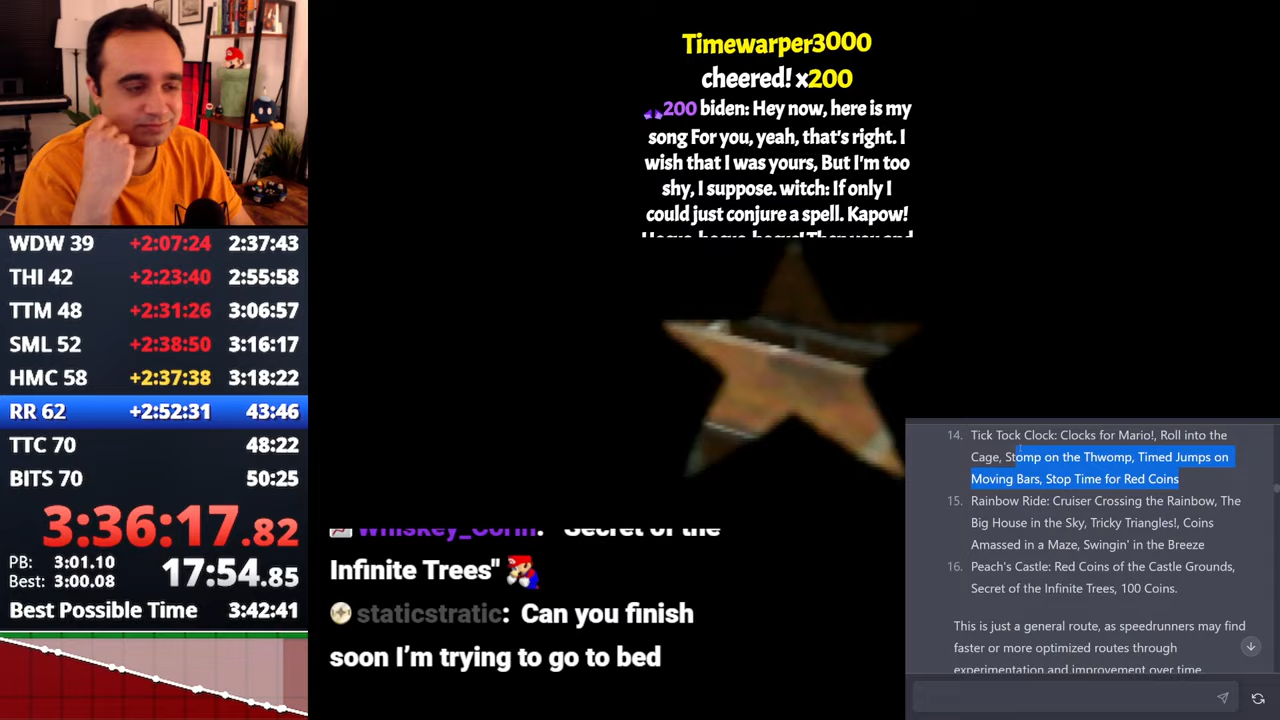 Timewarper3000
cheered! x200
200 biden: Hey now, here is my
song For you, yeah, that's right. I
wish that I was yours, But I'm too
shy, I suppose. witch: If only I
could just conjure a spell. Kapow!
WDW 39 +2:07:24 2:37:43
THI 42 +2:23:40 2:55:58
TTM 48 +2:31:26 3:06:57
SML 52 +2:38:50 3:16:17
HMC 58 +2:37:38 3:18:22
RR 62 +2:52:31 43:46
TTC 70 48:22
BITS 70 50:25
3:36:17.82
PB: 3:01.10
Best: 3:00.08
17:54.85
Best Possible Time 3:42:41
"Secret of the
Infinite Trees"
staticstratic: Can you finish
soon I'm trying to go to bed
14. Tick Tock Clock: Clocks for Mario!, Roll into the
Cage, Stomp on the Thwomp, Timed Jumps on
Moving Bars, Stop Time for Red Coins
15. Rainbow Ride: Cruiser Crossing the Rainbow, The
Big House in the Sky, Tricky Triangles!, Coins
Amassed in a Maze, Swingin' in the Breeze
16. Peach's Castle: Red Coins of the Castle Grounds,
Secret of the Infinite Trees, 100 Coins.
This is just a general route, as speedrunners may find
faster or more optimized routes through
experimentation and improvement over time.